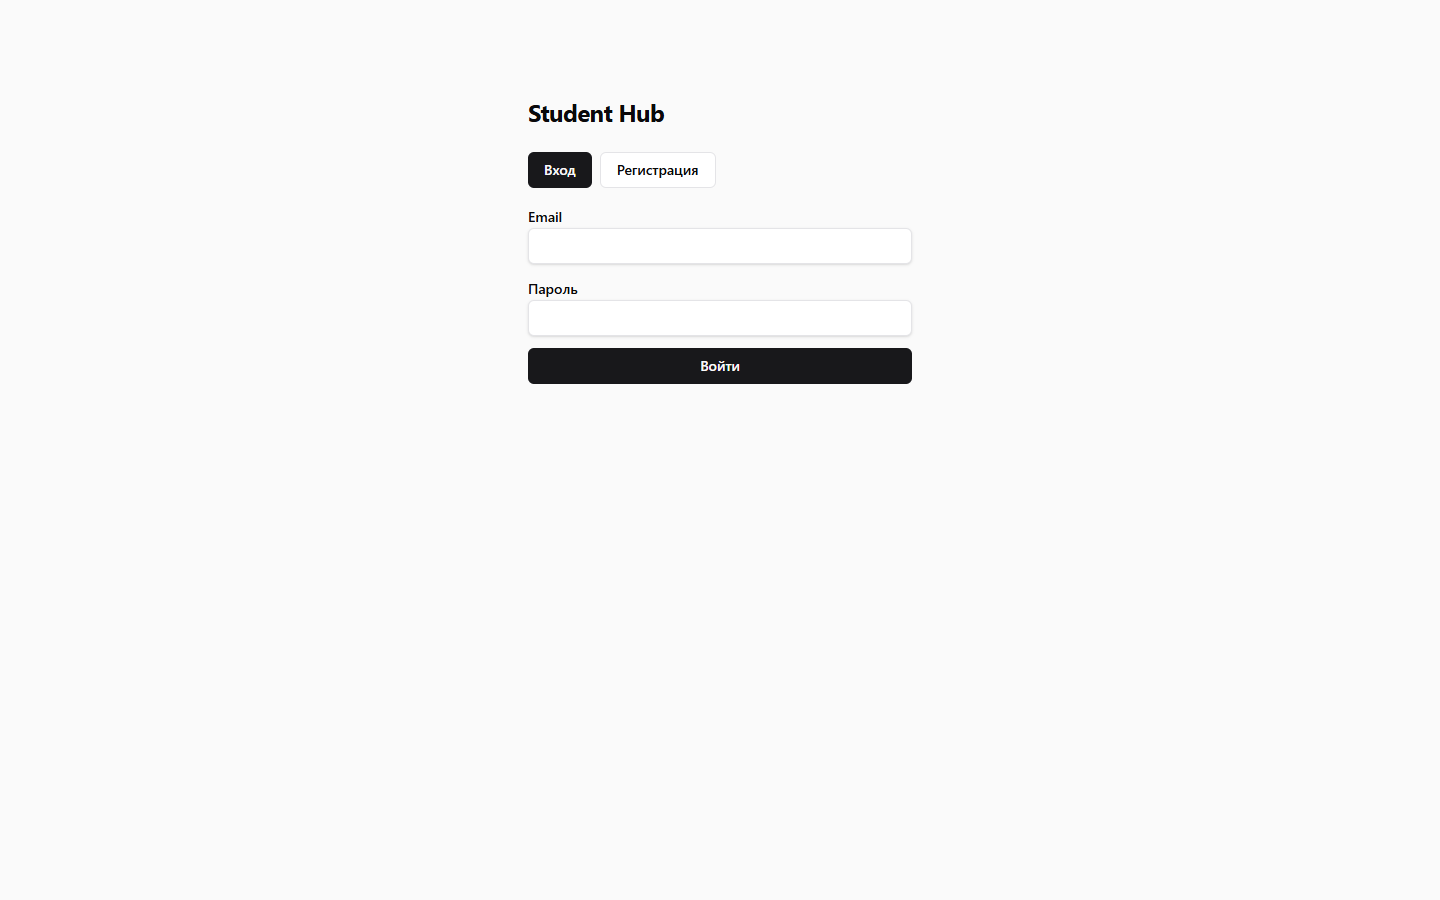 Student Hub
Вход Регистрация
Email
Пароль
Войти